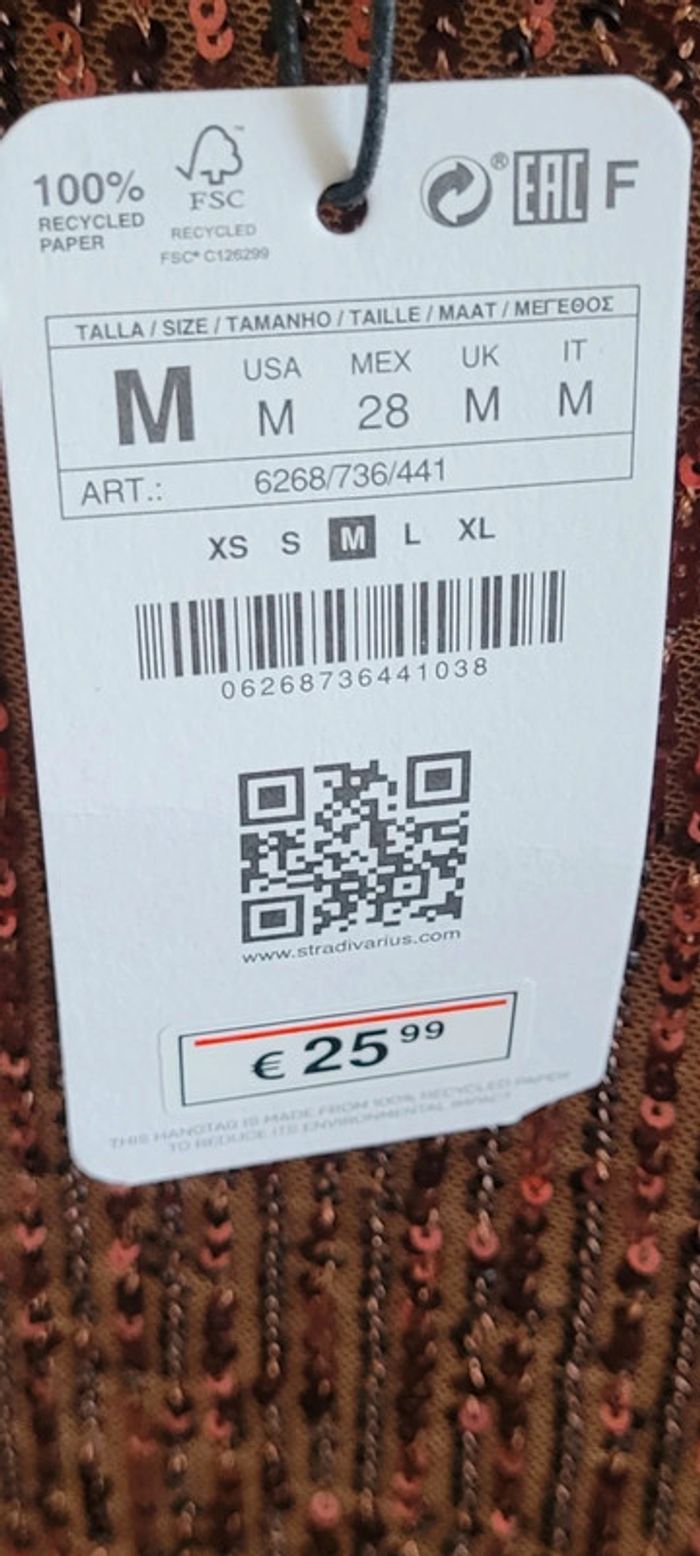 100%
RECYCLED
PAPER
FSC™
RECYCLED
FSC® C126299
® EAC F
TALLA / SIZE / TAMANHO / TAILLE / MAAT / ΜΕΓΕΘΟΣ
M USA MEX UK IT
M 28 M M
ART.: 6268/736/441
XS S M L XL
06268736441038
www.stradivarius.com
€ 25 99
THIS HANGTAG IS MADE FROM 100% RECYCLED PAPER
TO REDUCE ITS ENVIRONMENTAL IMPACT